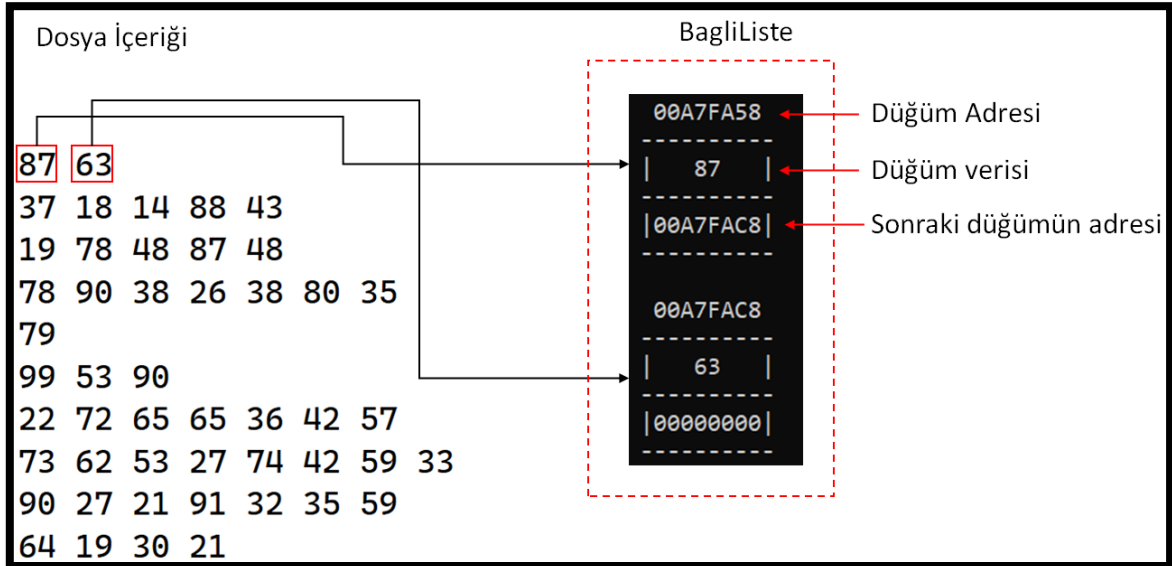 Dosya İçeriği
87 63
37 18 14 88 43
19 78 48 87 48
78 90 38 26 38 80 35
79
99 53 90
22 72 65 65 36 42 57
73 62 53 27 74 42 59 33
90 27 21 91 32 35 59
64 19 30 21
BagliListe
00A7FA58
----------
| 87 |
----------
|00A7FAC8|
----------
00A7FAC8
----------
| 63 |
----------
|00000000|
----------
Düğüm Adresi
Düğüm verisi
Sonraki düğümün adresi